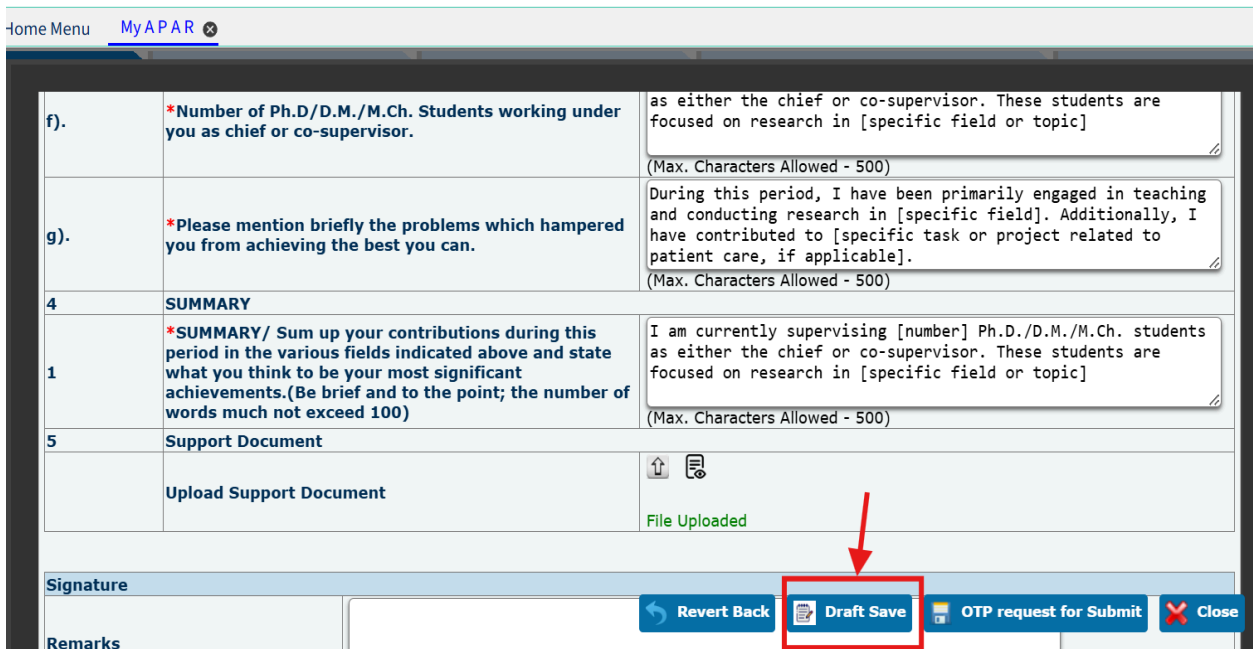 Home Menu My A P A R
f).
*Number of Ph.D/D.M./M.Ch. Students working under
you as chief or co-supervisor.
as either the chief or co-supervisor. These students are
focused on research in [specific field or topic]
(Max. Characters Allowed - 500)
g).
*Please mention briefly the problems which hampered
you from achieving the best you can.
During this period, I have been primarily engaged in teaching
and conducting research in [specific field]. Additionally, I
have contributed to [specific task or project related to
patient care, if applicable].
(Max. Characters Allowed - 500)
4 SUMMARY
1
*SUMMARY/ Sum up your contributions during this
period in the various fields indicated above and state
what you think to be your most significant
achievements.(Be brief and to the point; the number of
words much not exceed 100)
I am currently supervising [number] Ph.D./D.M./M.Ch. students
as either the chief or co-supervisor. These students are
focused on research in [specific field or topic]
(Max. Characters Allowed - 500)
5 Support Document
Upload Support Document
File Uploaded
Signature
Remarks
Revert Back Draft Save OTP request for Submit Close